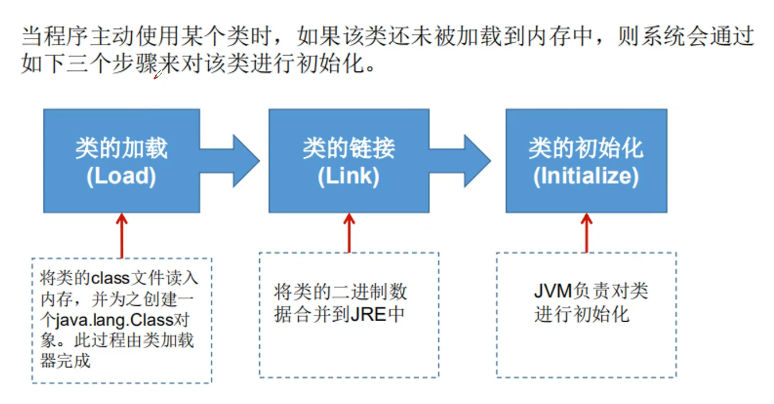 当程序主动使用某个类时，如果该类还未被加载到内存中，则系统会通过
如下三个步骤来对该类进行初始化。
类的加载
(Load)
类的链接
(Link)
类的初始化
(Initialize)
将类的class文件读入
内存，并为之创建一
个java.lang.Class对
象。此过程由类加载
器完成
将类的二进制数
据合并到JRE中
JVM负责对类
进行初始化